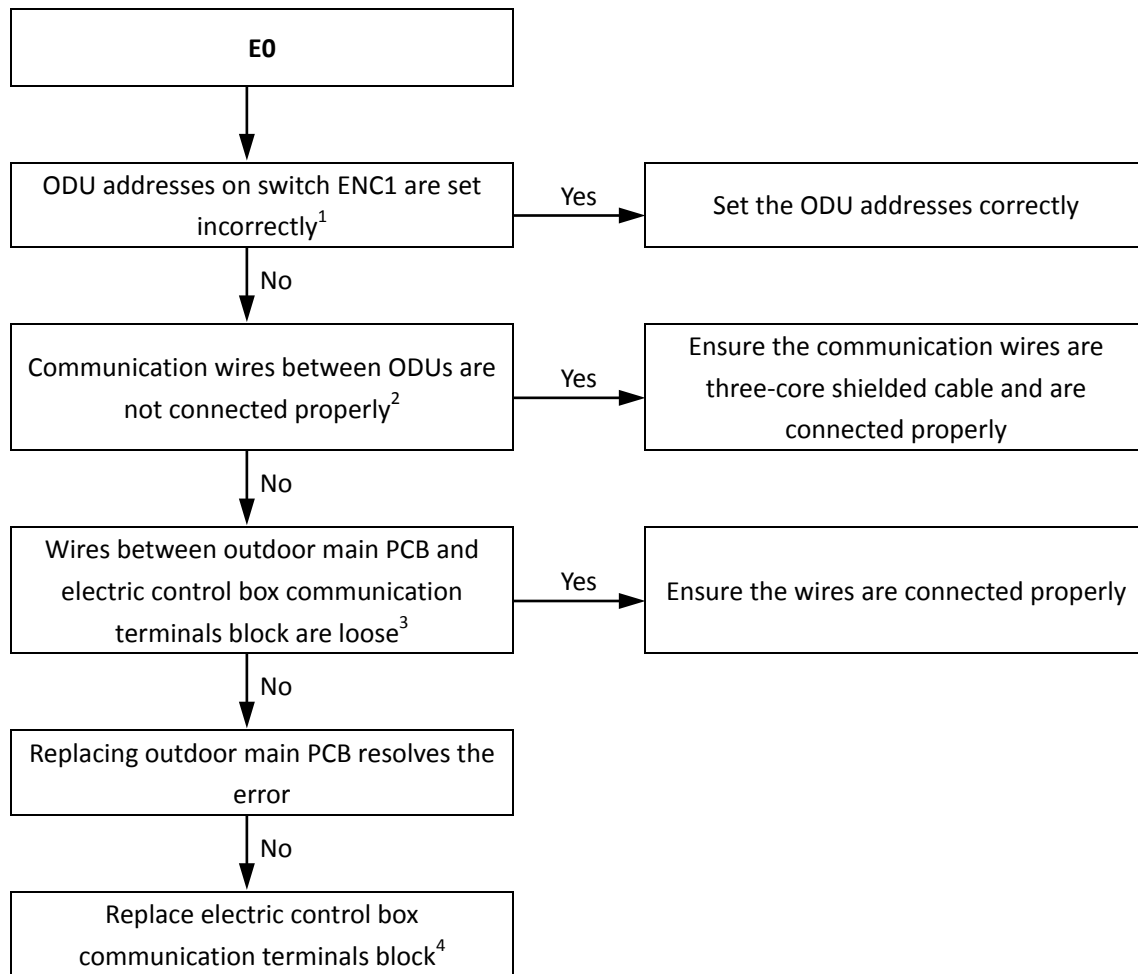 E0
ODU addresses on switch ENC1 are set
incorrectly¹
Yes
Set the ODU addresses correctly
No
Communication wires between ODUs are
not connected properly²
Yes
Ensure the communication wires are
three-core shielded cable and are
connected properly
No
Wires between outdoor main PCB and
electric control box communication
terminals block are loose³
Yes
Ensure the wires are connected properly
No
Replacing outdoor main PCB resolves the
error
No
Replace electric control box
communication terminals block⁴